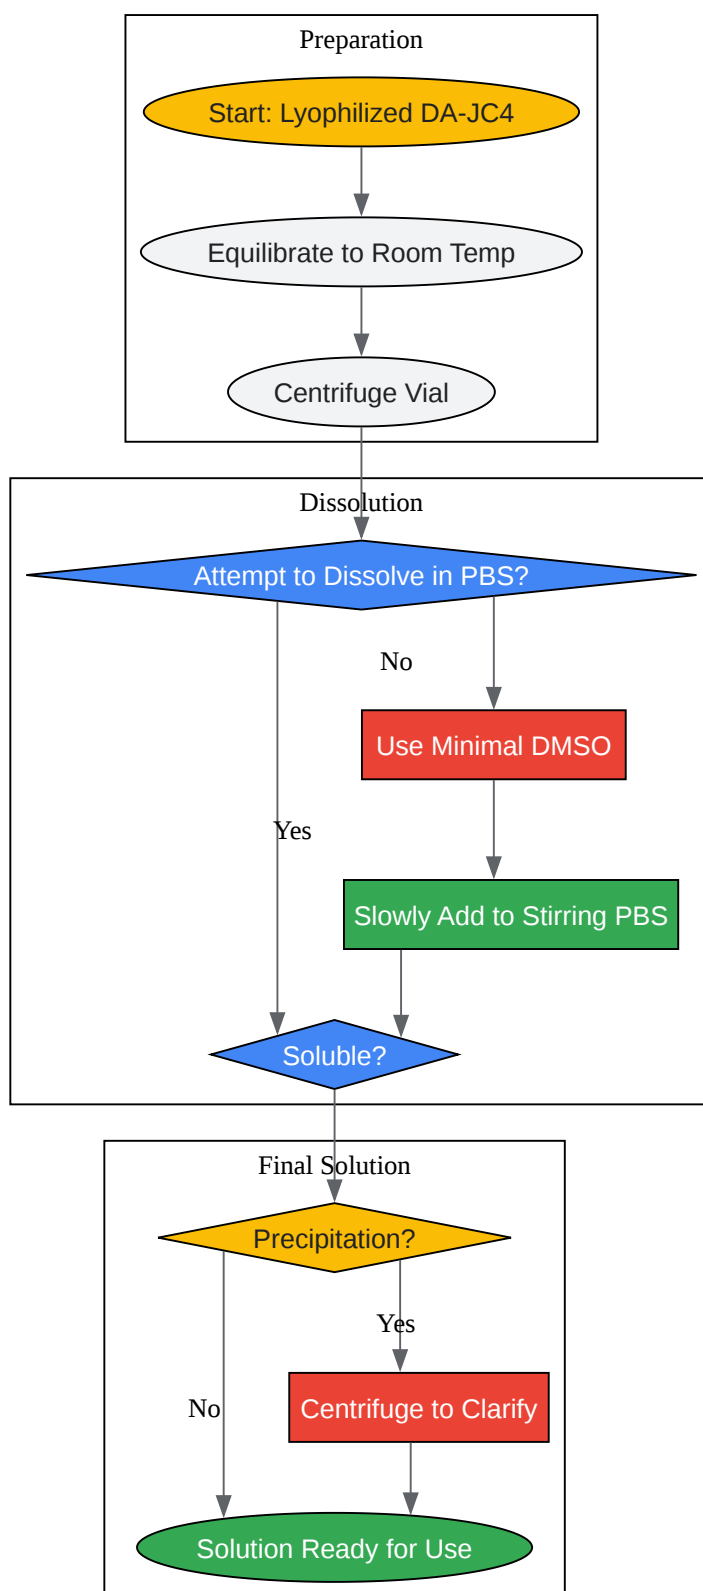 Preparation
Start: Lyophilized DA-JC4
Equilibrate to Room Temp
Centrifuge Vial
Dissolution
Attempt to Dissolve in PBS?
No
Use Minimal DMSO
Yes
Slowly Add to Stirring PBS
Soluble?
Final Solution
Precipitation?
Yes
No
Centrifuge to Clarify
Solution Ready for Use